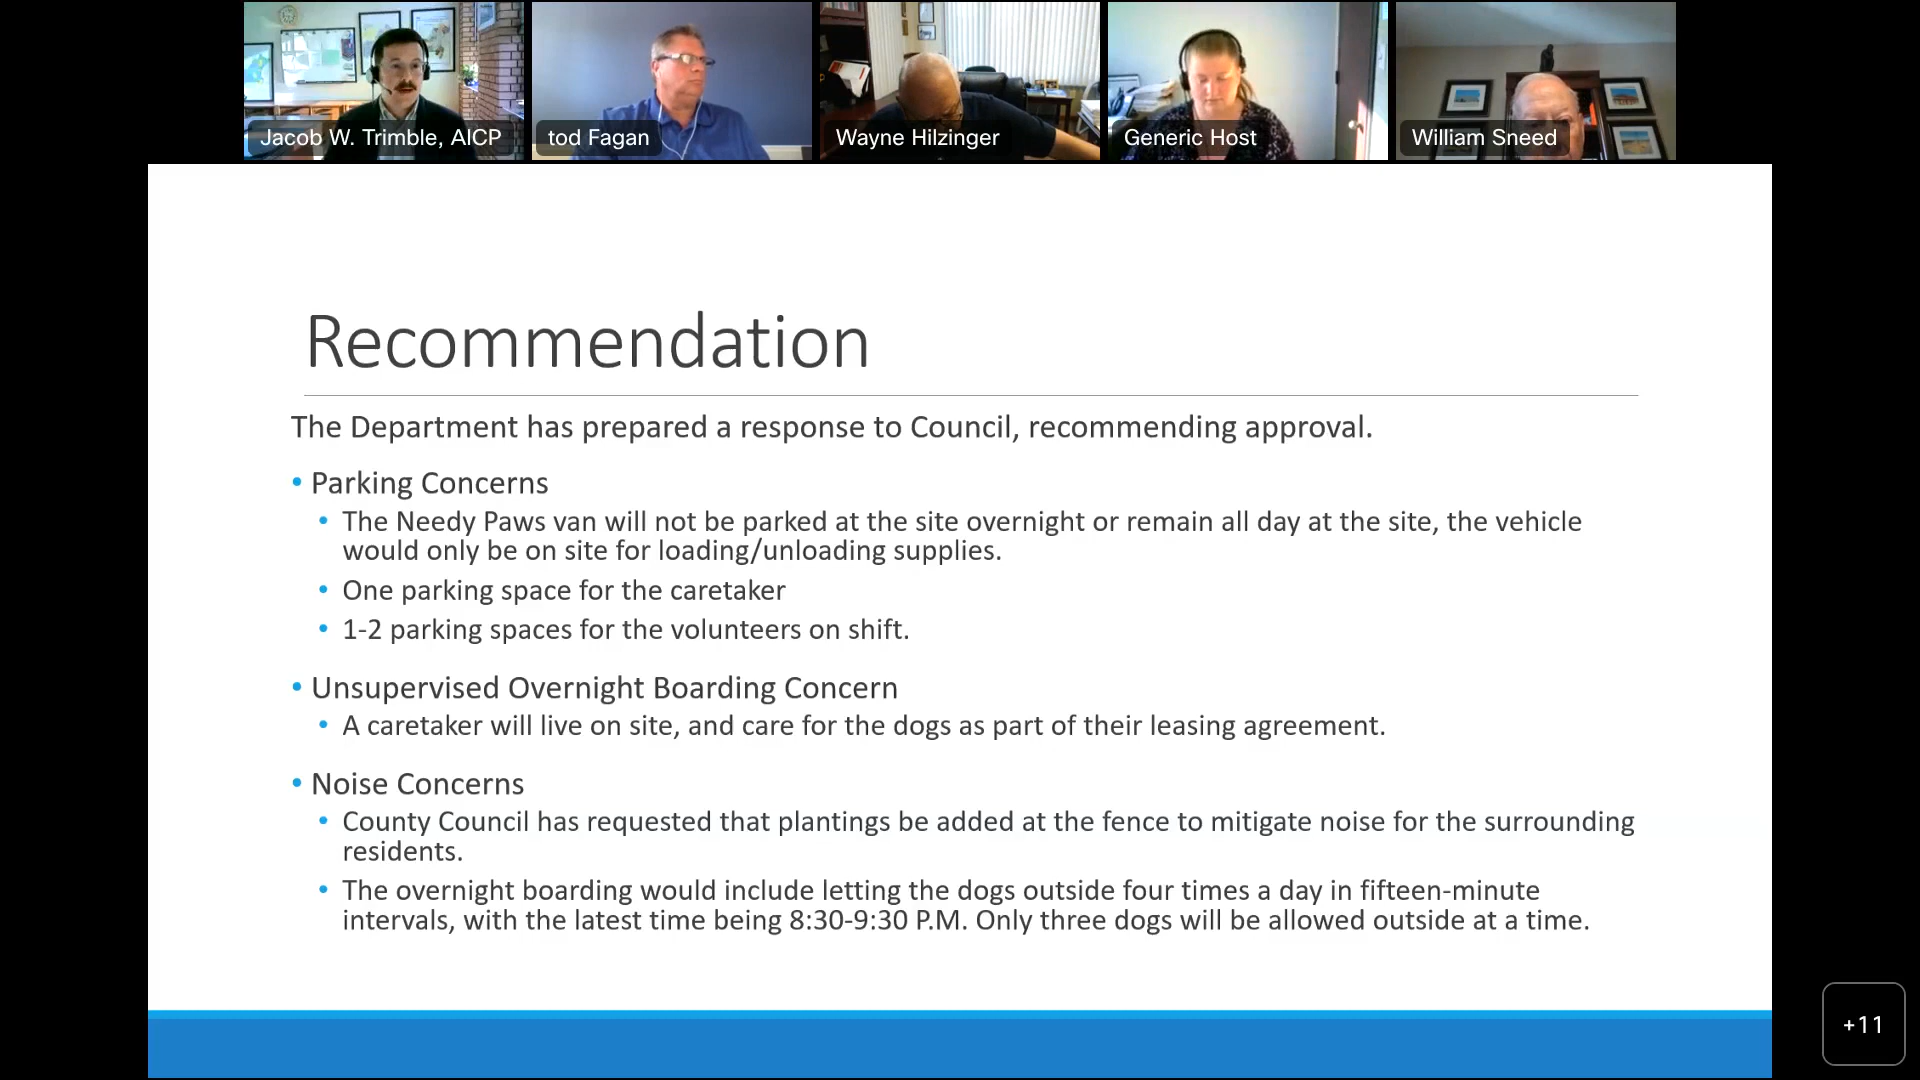 Jacob W. Trimble, AICP
tod Fagan
Wayne Hilzinger
Generic Host
William Sneed
Recommendation
The Department has prepared a response to Council, recommending approval.
• Parking Concerns
• The Needy Paws van will not be parked at the site overnight or remain all day at the site, the vehicle
would only be on site for loading/unloading supplies.
• One parking space for the caretaker
• 1-2 parking spaces for the volunteers on shift.
• Unsupervised Overnight Boarding Concern
• A caretaker will live on site, and care for the dogs as part of their leasing agreement.
• Noise Concerns
• County Council has requested that plantings be added at the fence to mitigate noise for the surrounding
residents.
• The overnight boarding would include letting the dogs outside four times a day in fifteen-minute
intervals, with the latest time being 8:30-9:30 P.M. Only three dogs will be allowed outside at a time.
+11